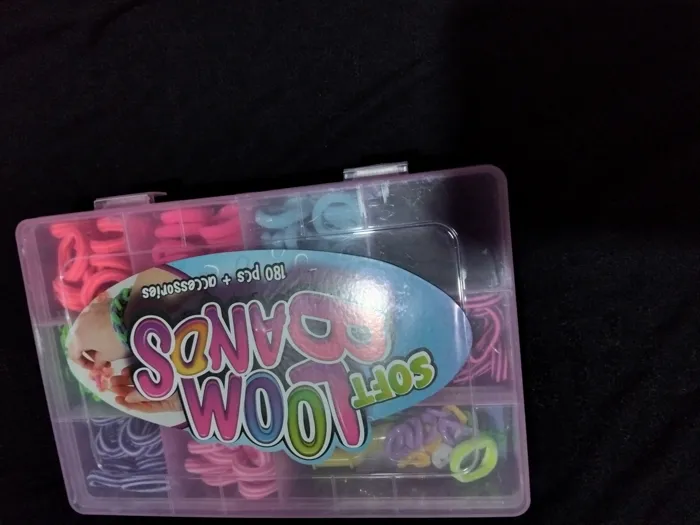 SOFT
LOOM
BANDS
180 pcs + accessories